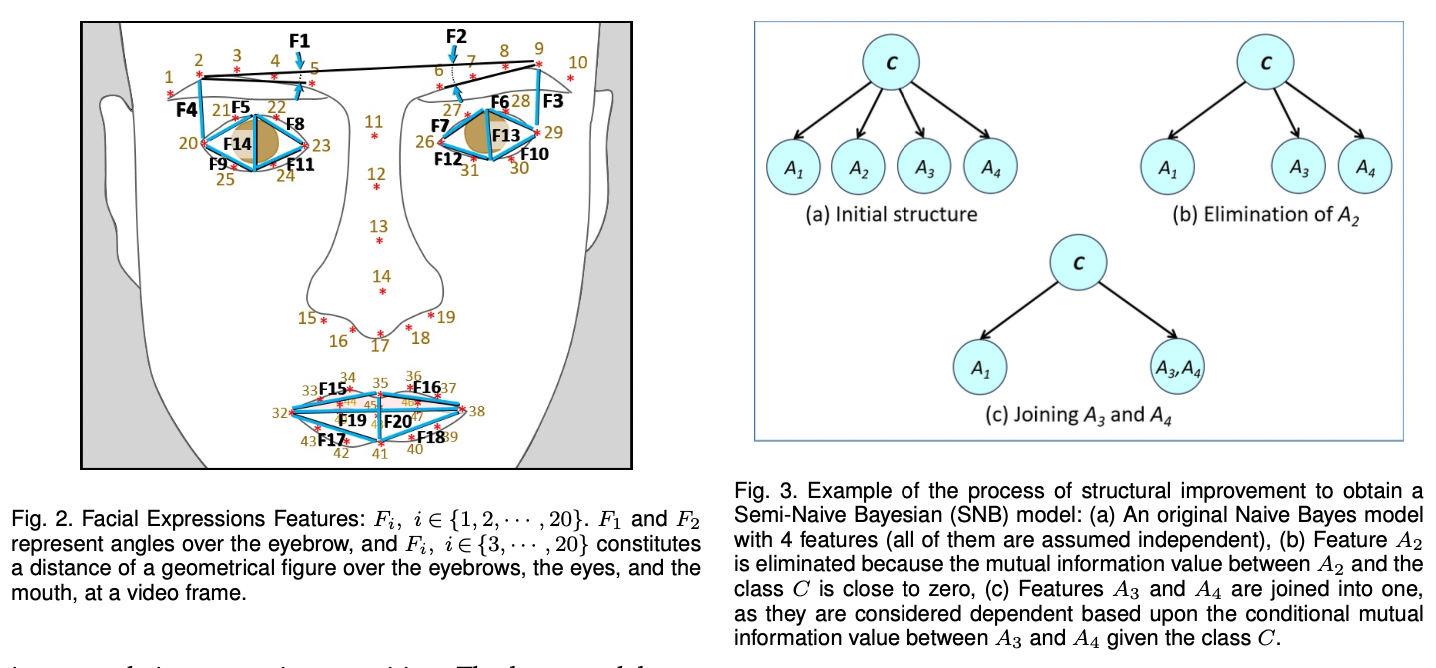 F1
F2
1
2
3
4
5
6
7
8
9
10
F4
F3
21
F5
22
F8
27
F6
28
F7
20
F14
23
26
F13
29
F9
F11
25
24
F12
F10
31
30
11
12
13
14
15
16
17
18
19
33
F15
34
35
36
F16
37
32
44
45
46
47
38
F19
F20
43
F17
42
41
40
F18
39
Fig. 2. Facial Expressions Features: Fi, i ∈ {1, 2, ⋯ , 20}. F1 and F2
represent angles over the eyebrow, and Fi, i ∈ {3, ⋯ , 20} constitutes
a distance of a geometrical figure over the eyebrows, the eyes, and the
mouth, at a video frame.
C
A1
A2
A3
A4
(a) Initial structure
C
A1
A3
A4
(b) Elimination of A2
C
A1
A3,A4
(c) Joining A3 and A4
Fig. 3. Example of the process of structural improvement to obtain a
Semi-Naive Bayesian (SNB) model: (a) An original Naive Bayes model
with 4 features (all of them are assumed independent), (b) Feature A2
is eliminated because the mutual information value between A2 and the
class C is close to zero, (c) Features A3 and A4 are joined into one,
as they are considered dependent based upon the conditional mutual
information value between A3 and A4 given the class C.